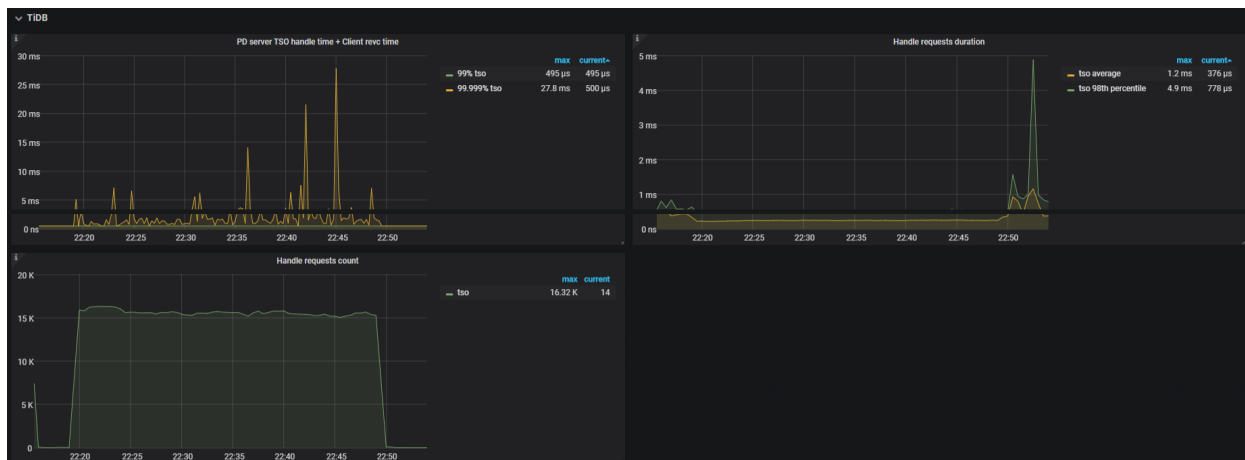 TiDB
PD server TSO handle time + Client revc time
30 ms
25 ms
20 ms
15 ms
10 ms
5 ms
0 ns
22:20 22:25 22:30 22:35 22:40 22:45 22:50
max current
99% tso 495 µs 495 µs
99.999% tso 27.8 ms 500 µs
Handle requests duration
5 ms
4 ms
3 ms
2 ms
1 ms
0 ns
22:20 22:25 22:30 22:35 22:40 22:45 22:50
max current
tso average 1.2 ms 376 µs
tso 98th percentile 4.9 ms 778 µs
Handle requests count
20 K
15 K
10 K
5 K
0
22:20 22:25 22:30 22:35 22:40 22:45 22:50
max current
tso 16.32 K 14